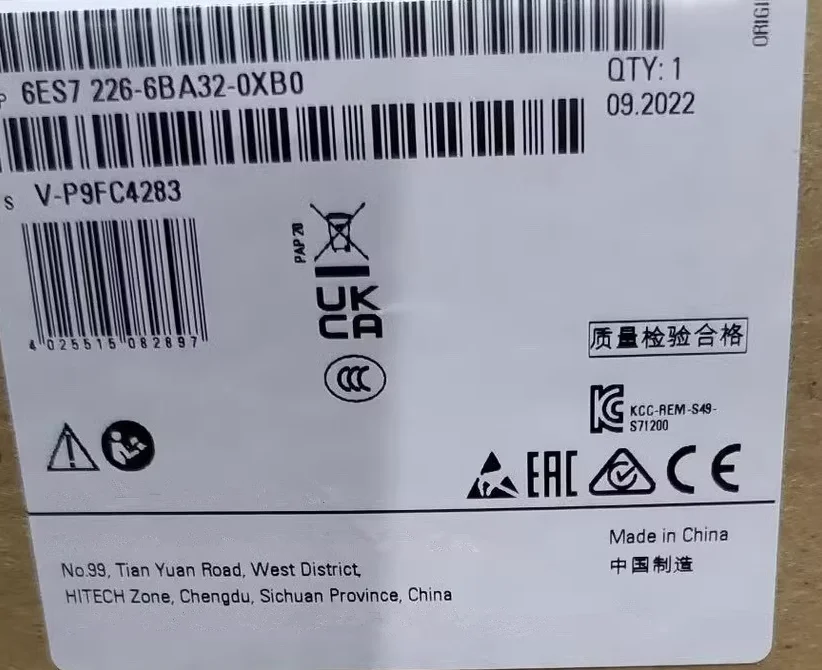 ORIGI
P 6ES7 226-6BA32-0XB0
QTY: 1
09.2022
S V-P9FC4283
4 025515 082897
PAP 20
UK
CA
CCC
质量检验合格
KCC-REM-S49-
S71200
EAC
CE
Made in China
中国制造
No.99, Tian Yuan Road, West District,
HITECH Zone, Chengdu, Sichuan Province, China